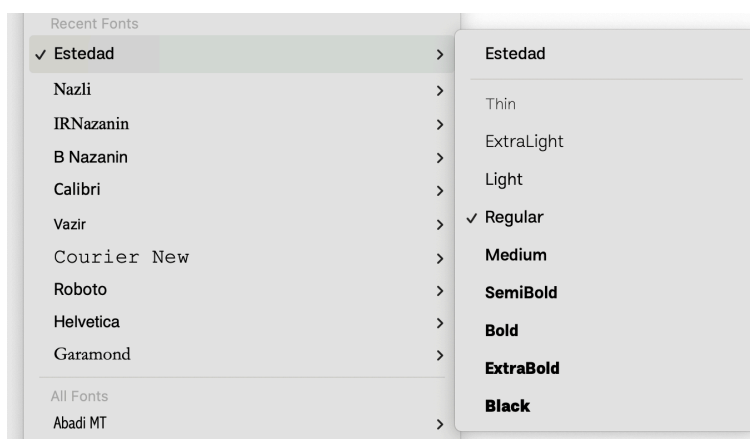 Recent Fonts
✓ Estedad
Nazli
IRNazanin
B Nazanin
Calibri
Vazir
Courier New
Roboto
Helvetica
Garamond
All Fonts
Abadi MT
Estedad
Thin
ExtraLight
Light
✓ Regular
Medium
SemiBold
Bold
ExtraBold
Black